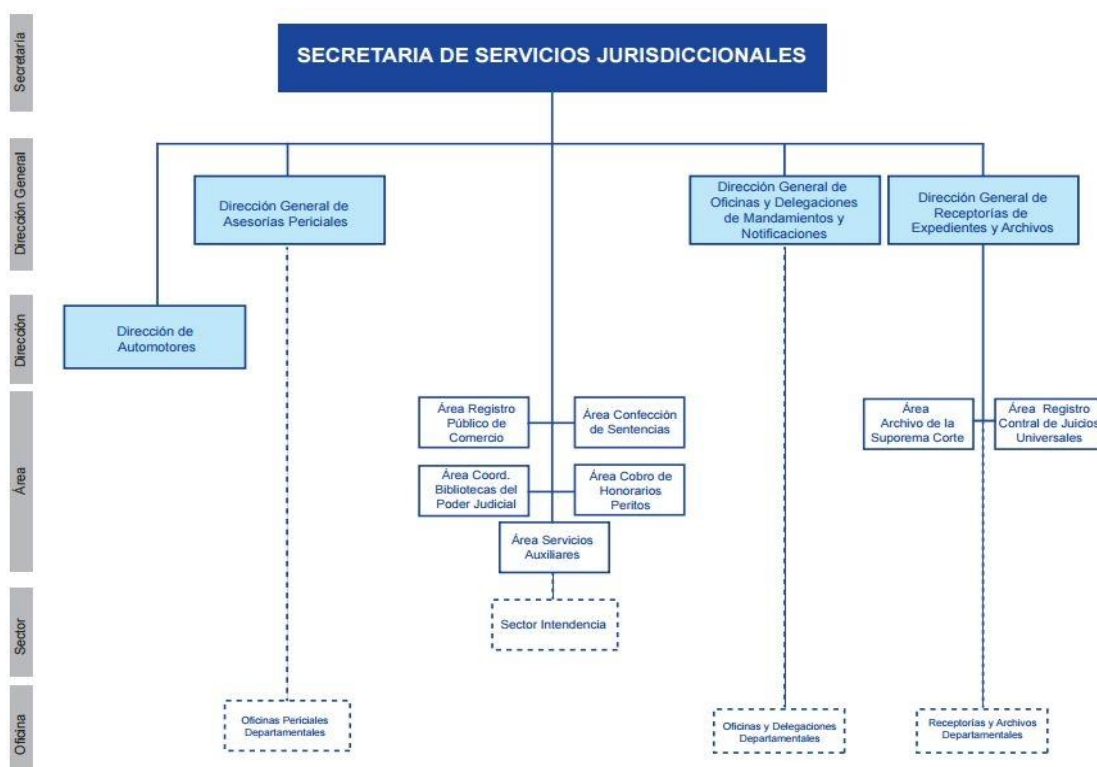 Secretaría
SECRETARIA DE SERVICIOS JURISDICCIONALES
Dirección General
Dirección General de
Asesorías Periciales
Dirección General de
Oficinas y Delegaciones
de Mandamientos y
Notificaciones
Dirección General de
Receptorías de
Expedientes y Archivos
Dirección
Dirección de
Automotores
Área
Área Registro
Público de
Comercio
Área Confección
de Sentencias
Área Coord.
Bibliotecas del
Poder Judicial
Área Cobro de
Honorarios
Peritos
Área Servicios
Auxiliares
Área
Archivo de la
Suporema Corte
Área Registro
Contral de Juicios
Universales
Sector
Sector Intendencia
Oficina
Oficinas Periciales
Departamentales
Oficinas y Delegaciones
Departamentales
Receptorías y Archivos
Departamentales